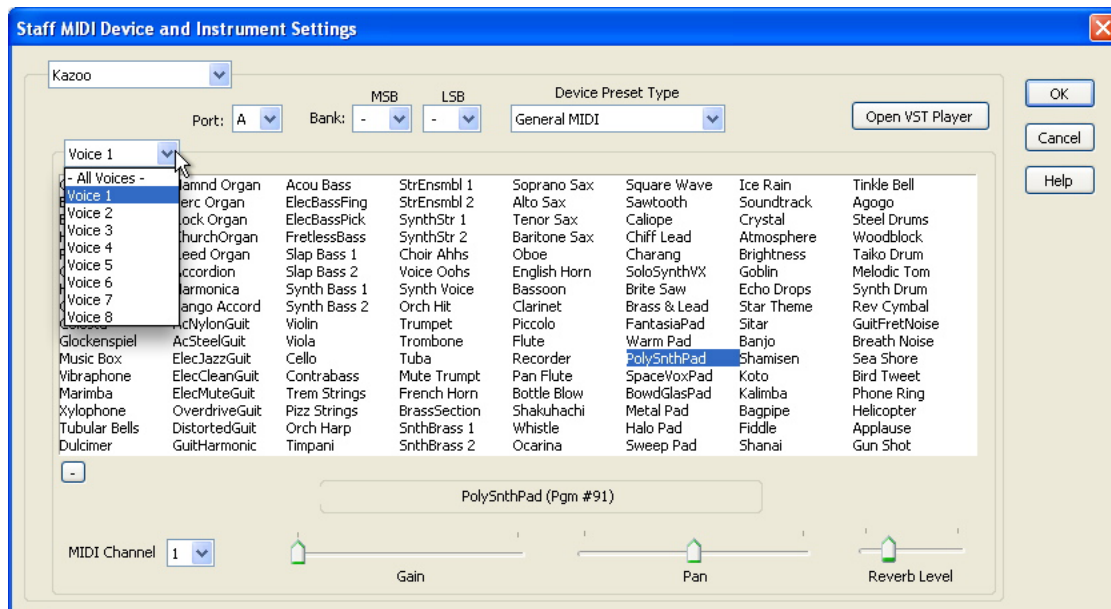 Staff MIDI Device and Instrument Settings
Kazoo
MSB LSB Device Preset Type
Port: A Bank: - - General MIDI Open VST Player
OK
Cancel
Help
Voice 1
- All Voices -
Voice 1
Voice 2
Voice 3
Voice 4
Voice 5
Voice 6
Voice 7
Voice 8
Organ Acou Bass StrEnsmbl 1 Soprano Sax Square Wave Ice Rain Tinkle Bell
Organ ElecBassFing StrEnsmbl 2 Alto Sax Sawtooth Soundtrack Agogo
Organ ElecBassPick SynthStr 1 Tenor Sax Caliope Crystal Steel Drums
ChurchOrgan FretlessBass SynthStr 2 Baritone Sax Chiff Lead Atmosphere Woodblock
Organ Slap Bass 1 Choir Ahhs Oboe Charang Brightness Taiko Drum
Slap Bass 2 Voice Oohs English Horn SoloSynthVX Goblin Melodic Tom
Synth Bass 1 Synth Voice Bassoon Brite Saw Echo Drops Synth Drum
Accord Synth Bass 2 Orch Hit Clarinet Brass & Lead Star Theme Rev Cymbal
Celesta AcNylonGuit Violin Trumpet Piccolo FantasiaPad Sitar GuitFretNoise
Glockenspiel AcSteelGuit Viola Trombone Flute Warm Pad Banjo Breath Noise
Music Box ElecJazzGuit Cello Tuba Recorder PolySnthPad Shamisen Sea Shore
Vibraphone ElecCleanGuit Contrabass Mute Trumpt Pan Flute SpaceVoxPad Koto Bird Tweet
Marimba ElecMuteGuit Trem Strings French Horn Bottle Blow BowdGlasPad Kalimba Phone Ring
Xylophone OverdriveGuit Pizz Strings BrassSection Shakuhachi Metal Pad Bagpipe Helicopter
Tubular Bells DistortedGuit Orch Harp SnthBrass 1 Whistle Halo Pad Fiddle Applause
Dulcimer GuitHarmonic Timpani SnthBrass 2 Ocarina Sweep Pad Shanai Gun Shot
-
PolySnthPad (Pgm #91)
MIDI Channel 1
Gain Pan Reverb Level